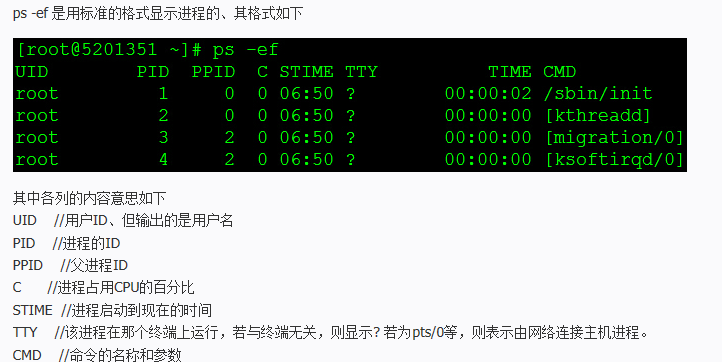 ps -ef 是用标准的格式显示进程的、其格式如下
[root@5201351 ~]# ps -ef
UID PID PPID C STIME TTY TIME CMD
root 1 0 0 06:50 ? 00:00:02 /sbin/init
root 2 0 0 06:50 ? 00:00:00 [kthreadd]
root 3 2 0 06:50 ? 00:00:00 [migration/0]
root 4 2 0 06:50 ? 00:00:00 [ksoftirqd/0]
其中各列的内容意思如下
UID //用户ID、但输出的是用户名
PID //进程的ID
PPID //父进程ID
C //进程占用CPU的百分比
STIME //进程启动到现在的时间
TTY //该进程在那个终端上运行，若与终端无关，则显示? 若为pts/0等，则表示由网络连接主机进程。
CMD //命令的名称和参数